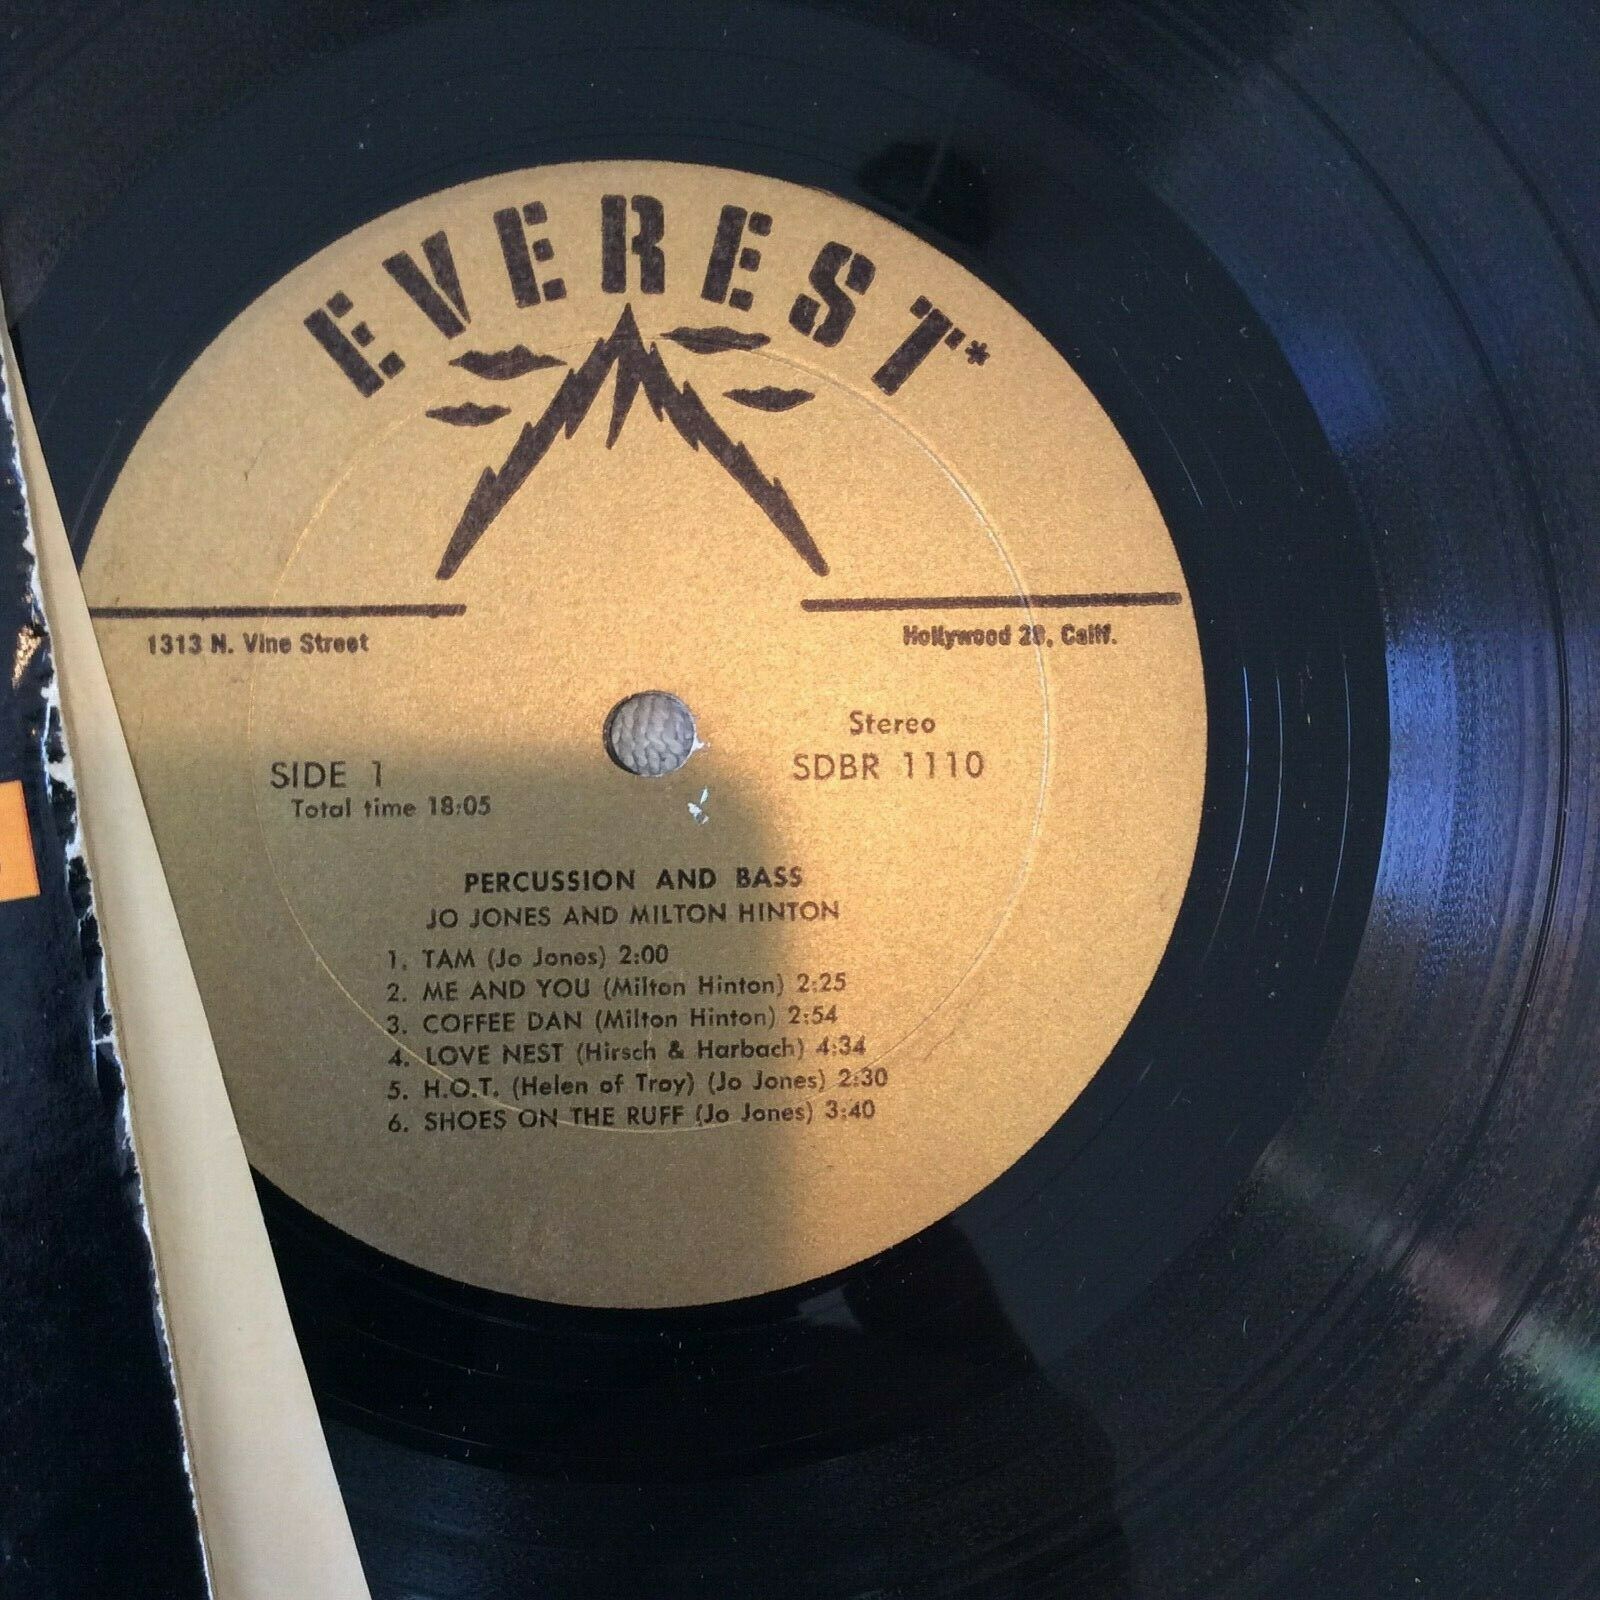 EVEREST*
1313 N. Vine Street
Hollywood 28, Calif.
Stereo
SIDE 1
SDBR 1110
Total time 18:05
PERCUSSION AND BASS
JO JONES AND MILTON HINTON
1. TAM (Jo Jones) 2:00
2. ME AND YOU (Milton Hinton) 2:25
3. COFFEE DAN (Milton Hinton) 2:54
4. LOVE NEST (Hirsch & Harbach) 4:34
5. H.O.T. (Helen of Troy) (Jo Jones) 2:30
6. SHOES ON THE RUFF (Jo Jones) 3:40